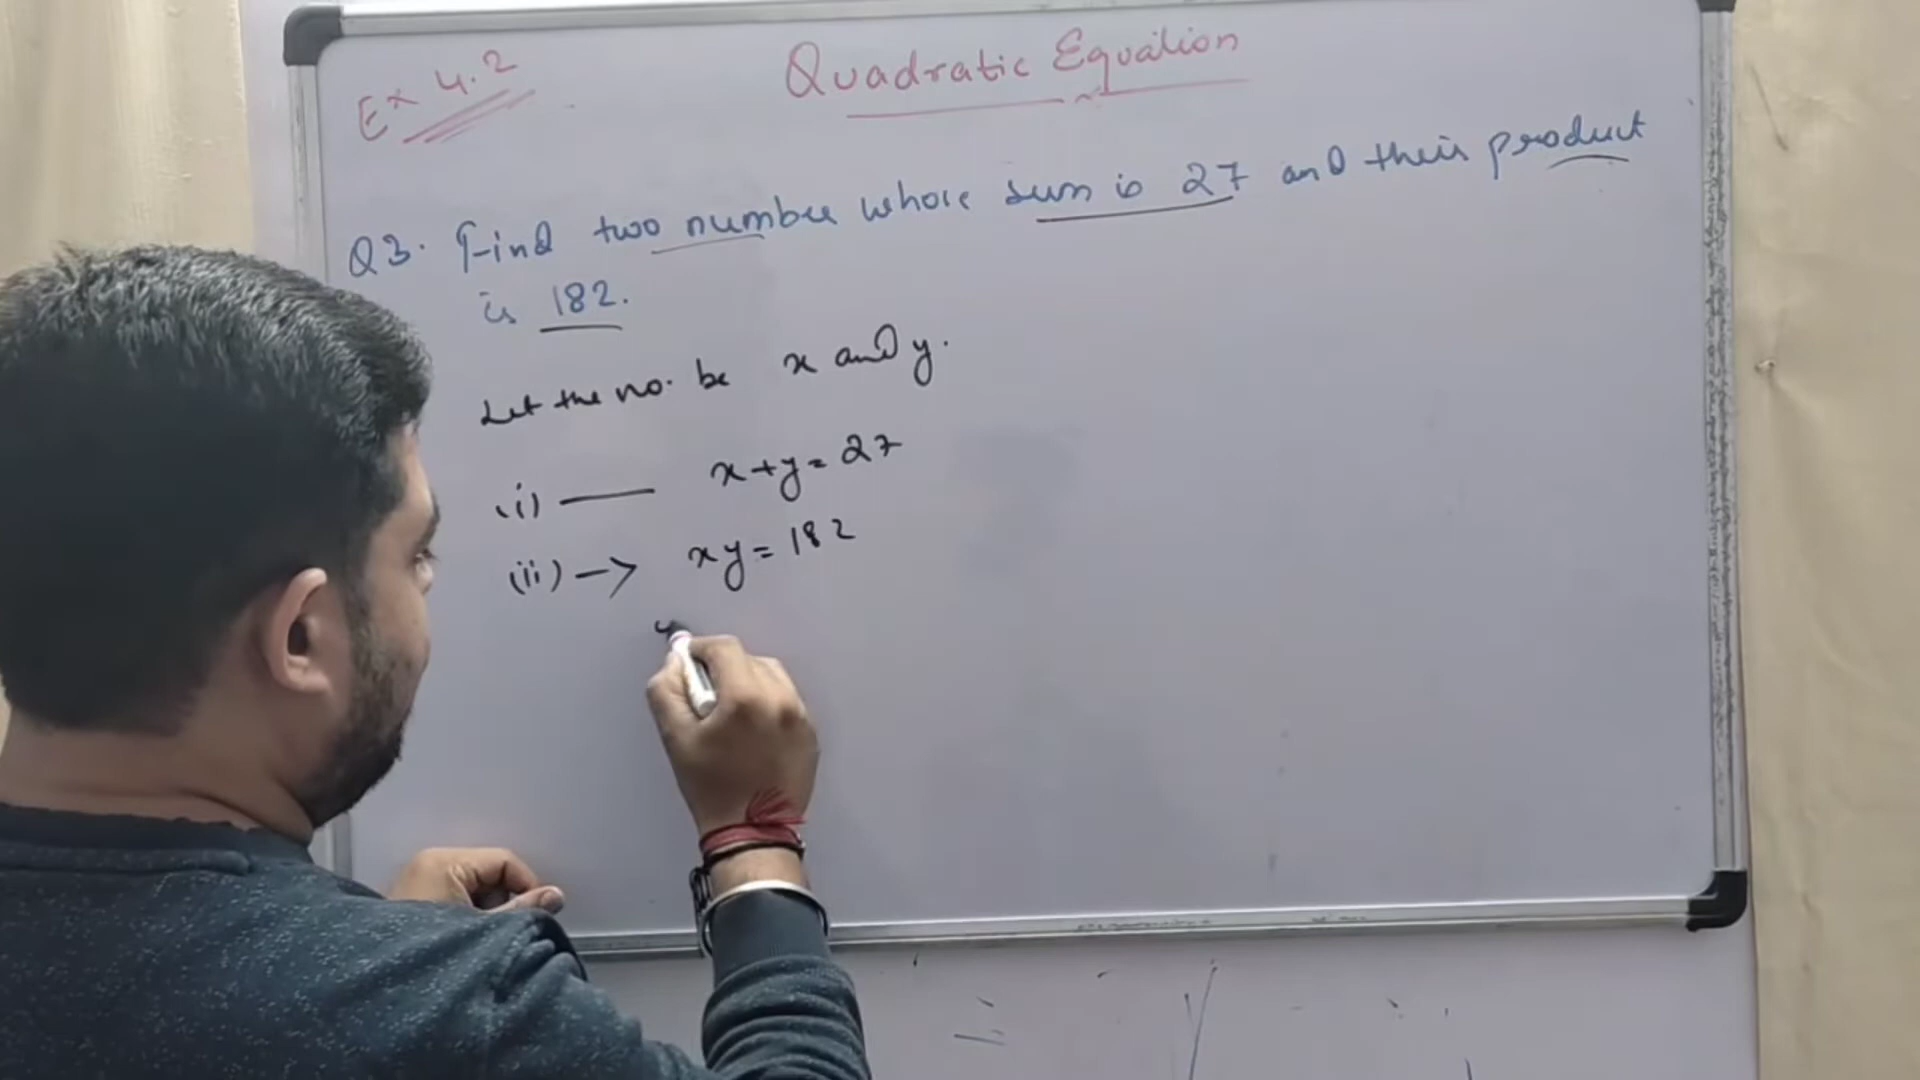 Ex 4.2
Quadratic Equation
Q3. Find two number whose sum is 27 and their product
is 182.
Let the no. be x and y.
(i) — x+y=27
(ii) → xy=182